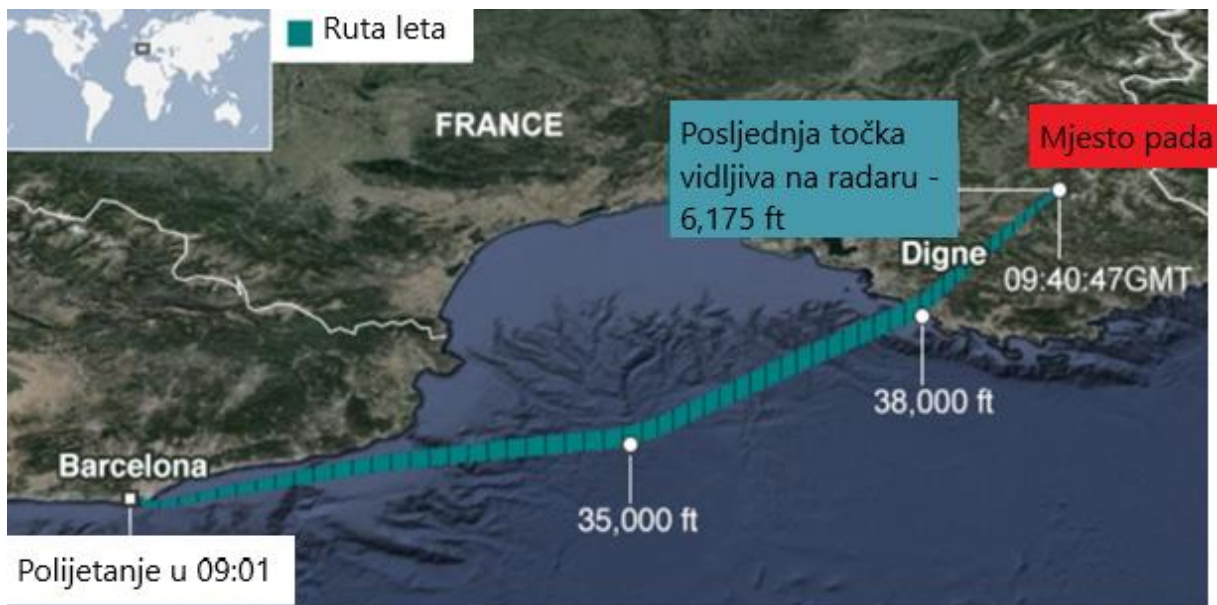 Ruta leta
FRANCE
Posljednja točka
vidljiva na radaru -
6,175 ft
Mjesto pada
Digne
09:40:47GMT
38,000 ft
Barcelona
35,000 ft
Polijetanje u 09:01